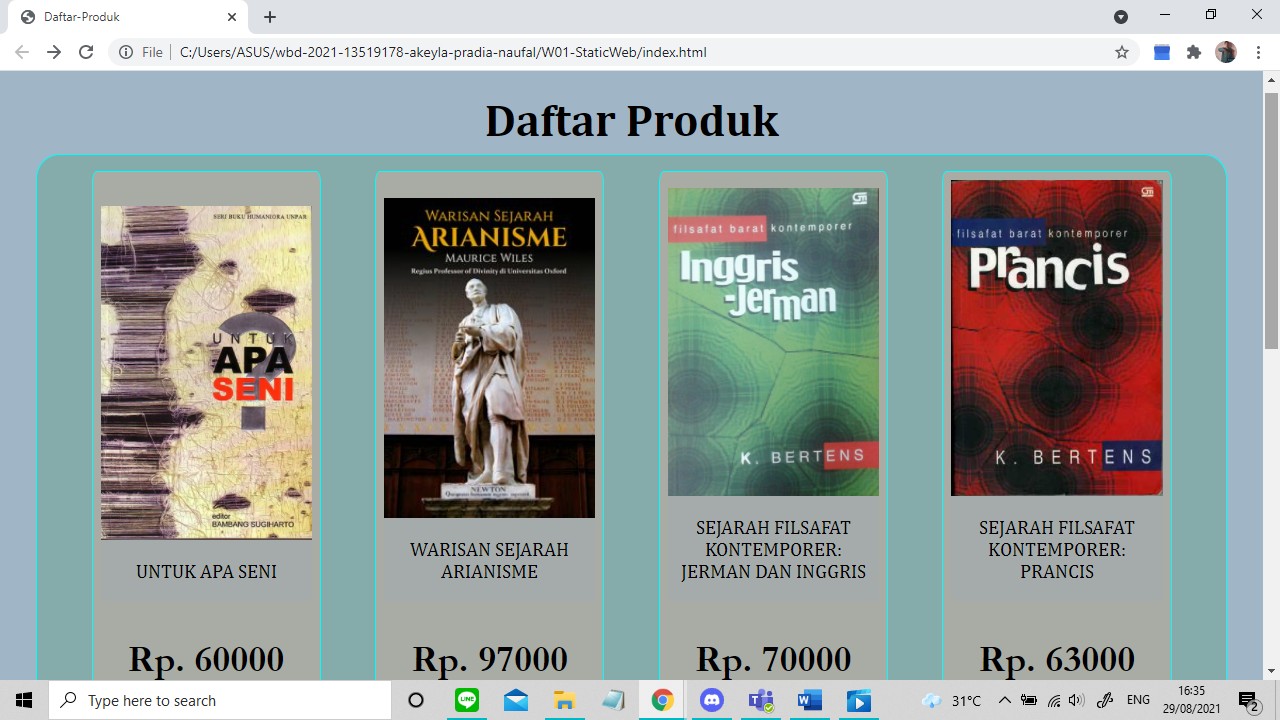 Daftar-Produk
File
C:/Users/ASUS/wbd-2021-13519178-akeyla-pradia-naufal/W01-StaticWeb/index.html
Daftar Produk
SERI BUKU HUMANIORA UNPAR
UNTUK
APA
SENI
editor
BAMBANG SUGIHARTO
UNTUK APA SENI
Rp. 60000
WARISAN SEJARAH
ARIANISME
MAURICE WILES
Regius Professor of Divinity di Universitas Oxford
NEWTON
WARISAN SEJARAH
ARIANISME
Rp. 97000
filsafat barat kontemporer
Inggris
-Jerman
K. BERTENS
SEJARAH FILSAFAT
KONTEMPORER:
JERMAN DAN INGGRIS
Rp. 70000
filsafat barat kontemporer
Prancis
K. BERTENS
SEJARAH FILSAFAT
KONTEMPORER:
PRANCIS
Rp. 63000
Type here to search
LINE
31°C
ENG
16:35
29/08/2021
2